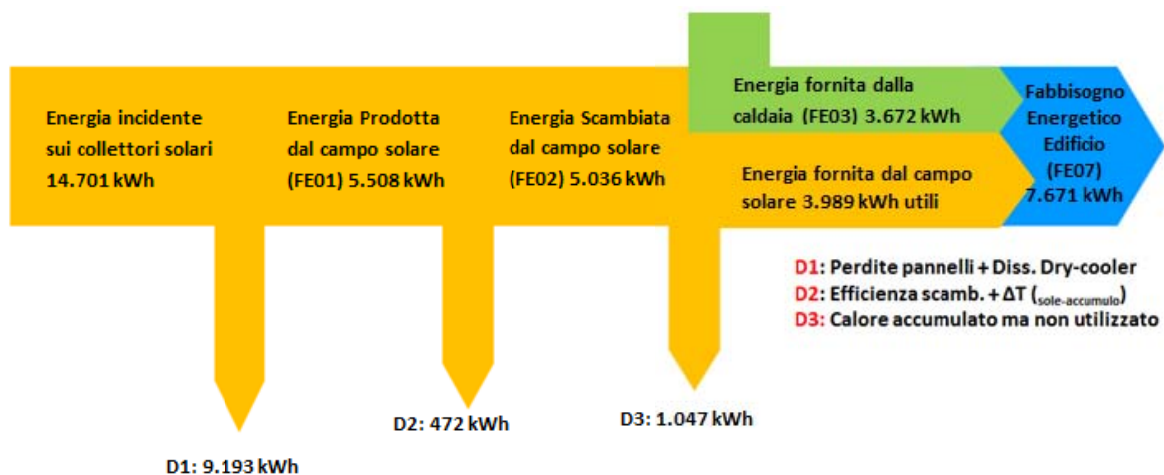 Energia incidente
sui collettori solari
14.701 kWh
Energia Prodotta
dal campo solare
(FE01) 5.508 kWh
Energia Scambiata
dal campo solare
(FE02) 5.036 kWh
Energia fornita dalla
caldaia (FE03) 3.672 kWh
Energia fornita dal campo
solare 3.989 kWh utili
Fabbisogno
Energetico
Edificio
(FE07)
7.671 kWh
D1: Perdite pannelli + Diss. Dry-cooler
D2: Efficienza scamb. + ΔT (sole-accumulo)
D3: Calore accumulato ma non utilizzato
D3: 1.047 kWh
D2: 472 kWh
D1: 9.193 kWh